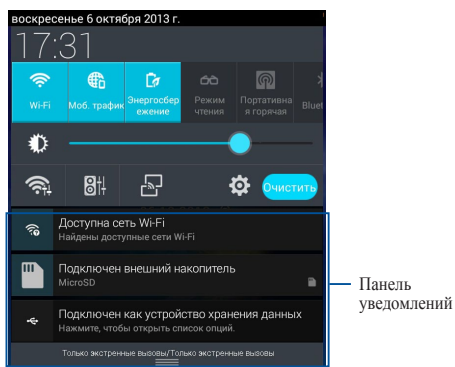 воскресенье 6 октября 2013 г.
17:31
Wi-Fi
Моб. трафик
Энергосбер
ежение
Режим
чтения
Портативна
я горячая
Bluet
Очистить
Доступна сеть Wi-Fi
Найдены доступные сети Wi-Fi
Подключен внешний накопитель
MicroSD
Подключен как устройство хранения данных
Нажмите, чтобы открыть список опций.
Только экстренные вызовы/Только экстренные вызовы
Панель
уведомлений